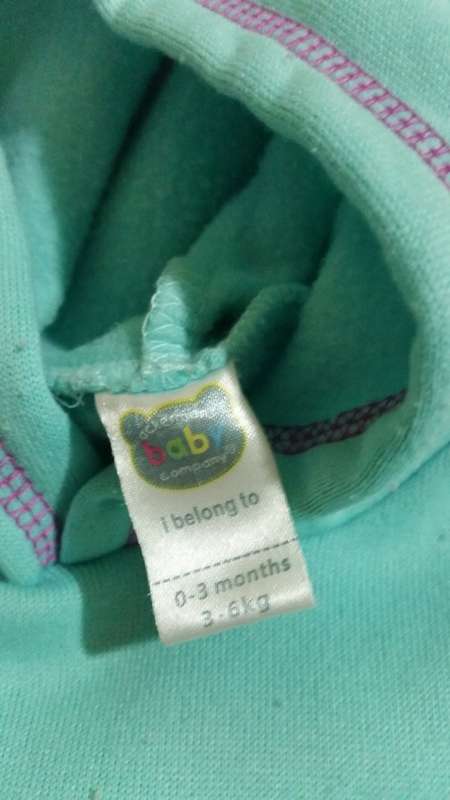 baby
company
i belong to
0-3 months
3-6kg